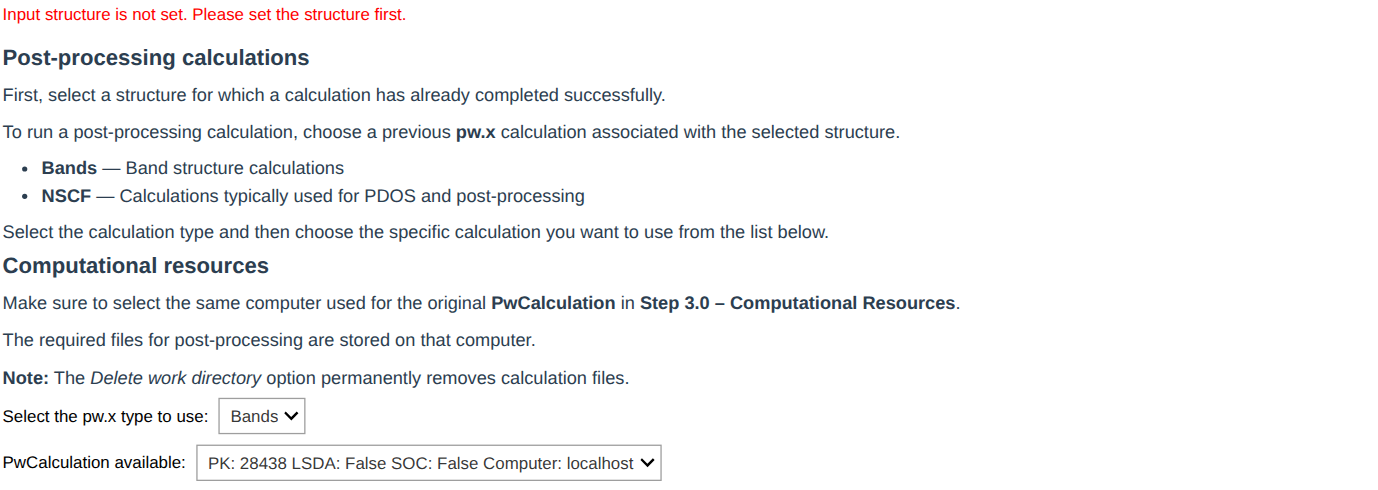 Input structure is not set. Please set the structure first.
Post-processing calculations
First, select a structure for which a calculation has already completed successfully.
To run a post-processing calculation, choose a previous pw.x calculation associated with the selected structure.
• Bands — Band structure calculations
• NSCF — Calculations typically used for PDOS and post-processing
Select the calculation type and then choose the specific calculation you want to use from the list below.
Computational resources
Make sure to select the same computer used for the original PwCalculation in Step 3.0 – Computational Resources.
The required files for post-processing are stored on that computer.
Note: The Delete work directory option permanently removes calculation files.
Select the pw.x type to use: Bands
PwCalculation available: PK: 28438 LSDA: False SOC: False Computer: localhost